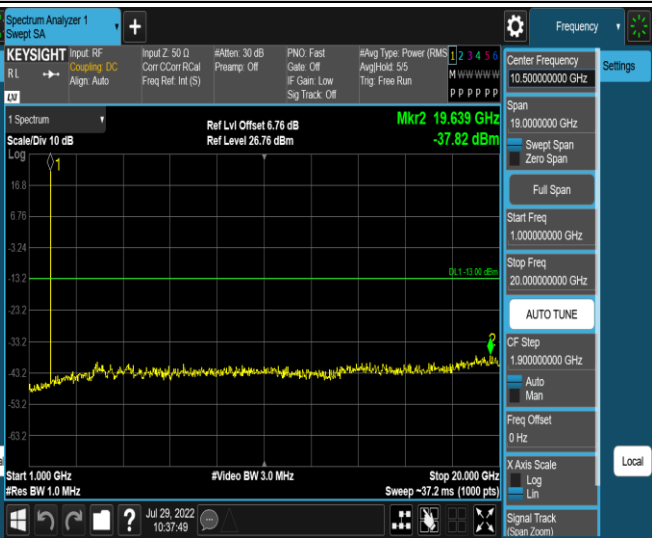 Spectrum Analyzer 1
Swept SA
Frequency
KEYSIGHT
RL
LXI
Input: RF
Coupling: DC
Align: Auto
Input Z: 50 Ω
Corr CCorr RCal
Freq Ref: Int (S)
#Atten: 30 dB
Preamp: Off
PNO: Fast
Gate: Off
IF Gain: Low
Sig Track: Off
#Avg Type: Power (RMS
Avg|Hold: 5/5
Trig: Free Run
1 2 3 4 5 6
M W W W W W
P P P P P P
1 Spectrum
Scale/Div 10 dB
Ref Lvl Offset 6.76 dB
Ref Level 26.76 dBm
Mkr2 19.639 GHz
-37.82 dBm
Log
1
16.8
6.76
-3.24
-13.2
DL1 -13.00 dBm
-23.2
-33.2
2
-43.2
-53.2
-63.2
Start 1.000 GHz
#Res BW 1.0 MHz
#Video BW 3.0 MHz
Stop 20.000 GHz
Sweep ~37.2 ms (1000 pts)
Jul 29, 2022
10:37:49
Center Frequency
10.500000000 GHz
Span
19.0000000 GHz
Swept Span
Zero Span
Full Span
Start Freq
1.000000000 GHz
Stop Freq
20.000000000 GHz
AUTO TUNE
CF Step
1.900000000 GHz
Auto
Man
Freq Offset
0 Hz
X Axis Scale
Log
Lin
Signal Track
(Span Zoom)
Settings
Local